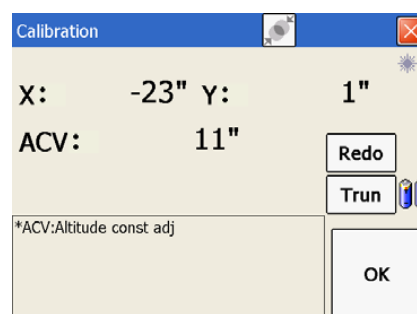 Calibration
X: -23" Y: 1"
ACV: 11"
Redo
Trun
*ACV:Altitude const adj
OK